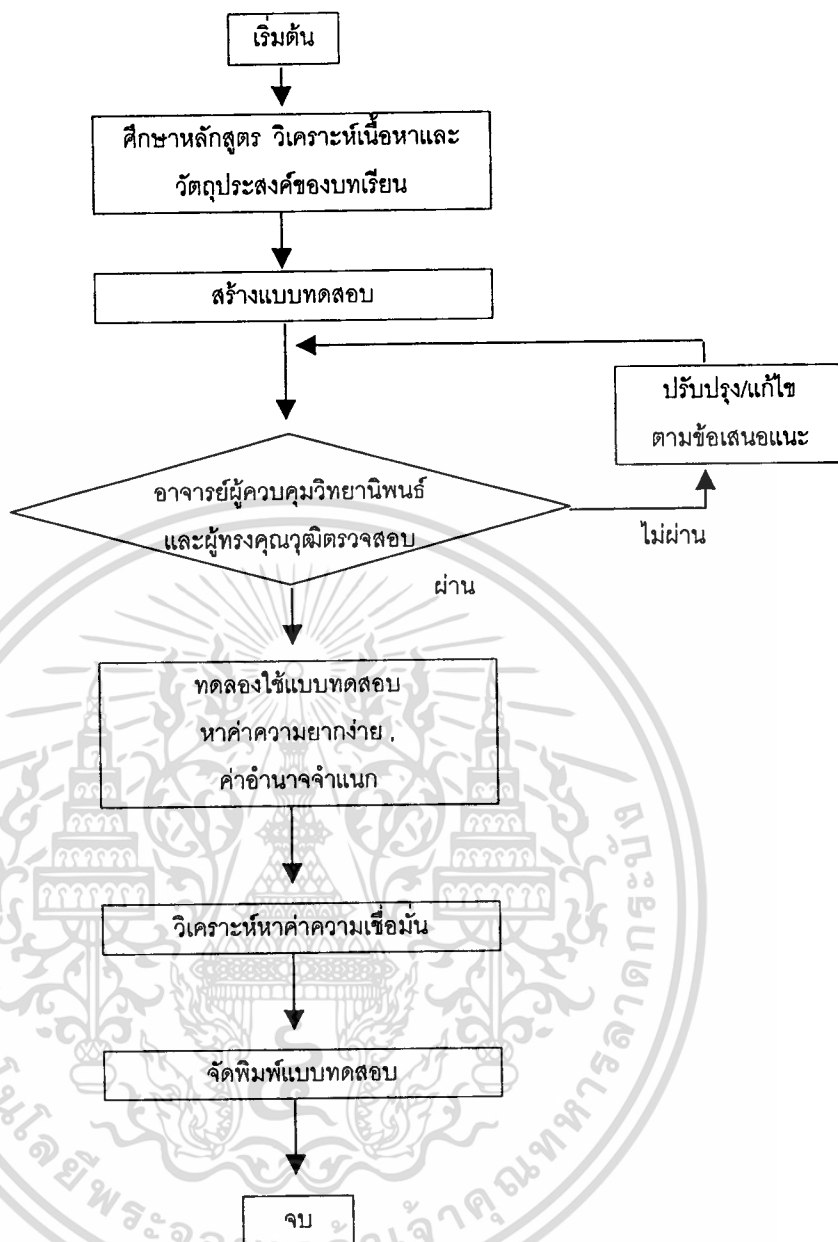 เริ่มต้น
ศึกษาหลักสูตร วิเคราะห์เนื้อหาและ
วัตถุประสงค์ของบทเรียน
สร้างแบบทดสอบ
ปรับปรุง/แก้ไข
ตามข้อเสนอแนะ
อาจารย์ผู้ควบคุมวิทยานิพนธ์
และผู้ทรงคุณวุฒิตรวจสอบ
ไม่ผ่าน
ผ่าน
ทดลองใช้แบบทดสอบ
หาค่าความยากง่าย ,
ค่าอำนาจจำแนก
วิเคราะห์หาค่าความเชื่อมั่น
จัดพิมพ์แบบทดสอบ
จบ